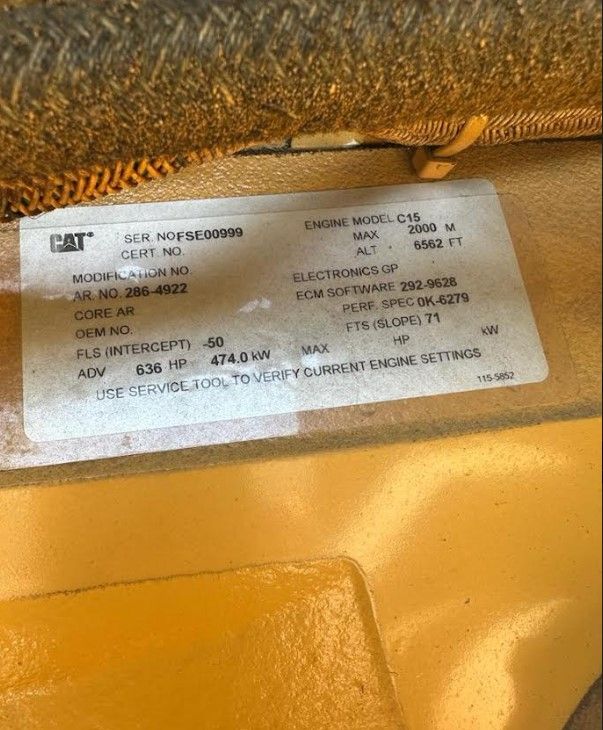 CAT® SER. NO FSE00999 ENGINE MODEL C15
CERT. NO. MAX 2000 M
MODIFICATION NO. ALT 6562 FT
AR. NO. 286-4922 ELECTRONICS GP
CORE AR ECM SOFTWARE 292-9628
OEM NO. PERF. SPEC 0K-6279
FLS (INTERCEPT) -50 FTS (SLOPE) 71
ADV 636 HP 474.0 kW MAX HP kW
USE SERVICE TOOL TO VERIFY CURRENT ENGINE SETTINGS
115-5852